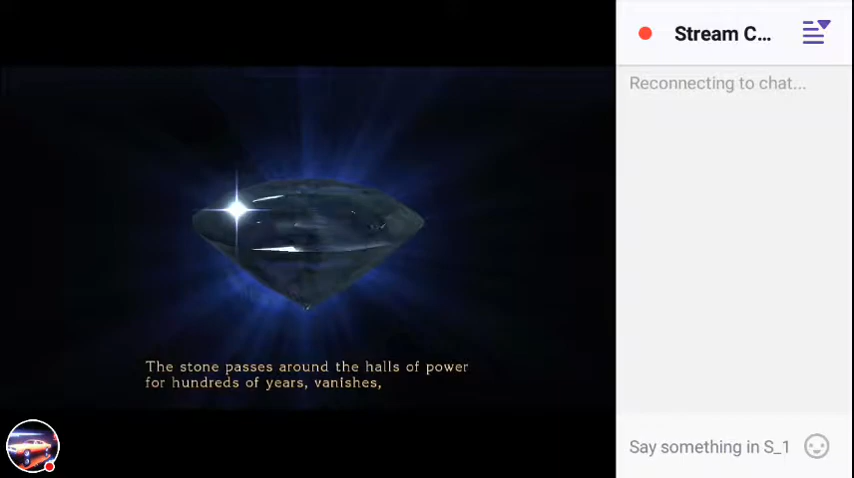 Stream C...
Reconnecting to chat...
The stone passes around the halls of power
for hundreds of years, vanishes,
Say something in S_1